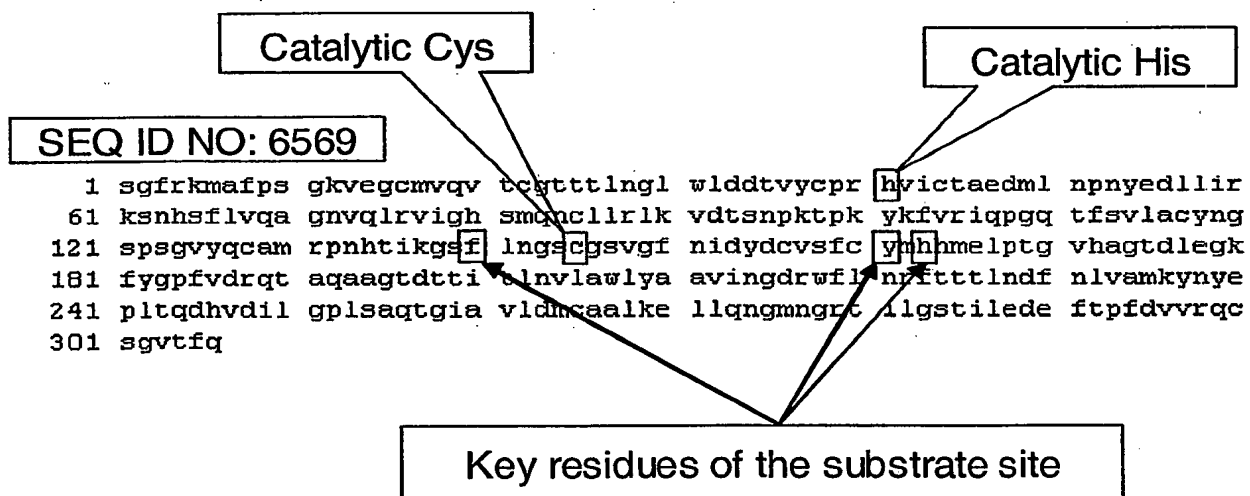 Catalytic Cys
Catalytic His
SEQ ID NO: 6569
1 sgfrkmafps gkvegcmvqv tcgtttlngl wlddtvycpr hvictaedml npnyedllir
61 ksnhsflvqa gnvqlrvigh smqncllrlk vdtsnpktpk ykfvriqpgq tfsvlacyng
121 spsgvyqcam rpnhtikgsf lngscgsvgf nidydcvsfc ymhhmelptg vhagtdlegk
181 fygpfvdrqt aqaagtdtti tlnvlawlya avingdrwfl nrftttlndf nlvamkynye
241 pltqdhvdil gplsaqtgia vldmcaalke llqngmngrt ilgstilede ftpfdvvrqc
301 sgvtfq
Key residues of the substrate site